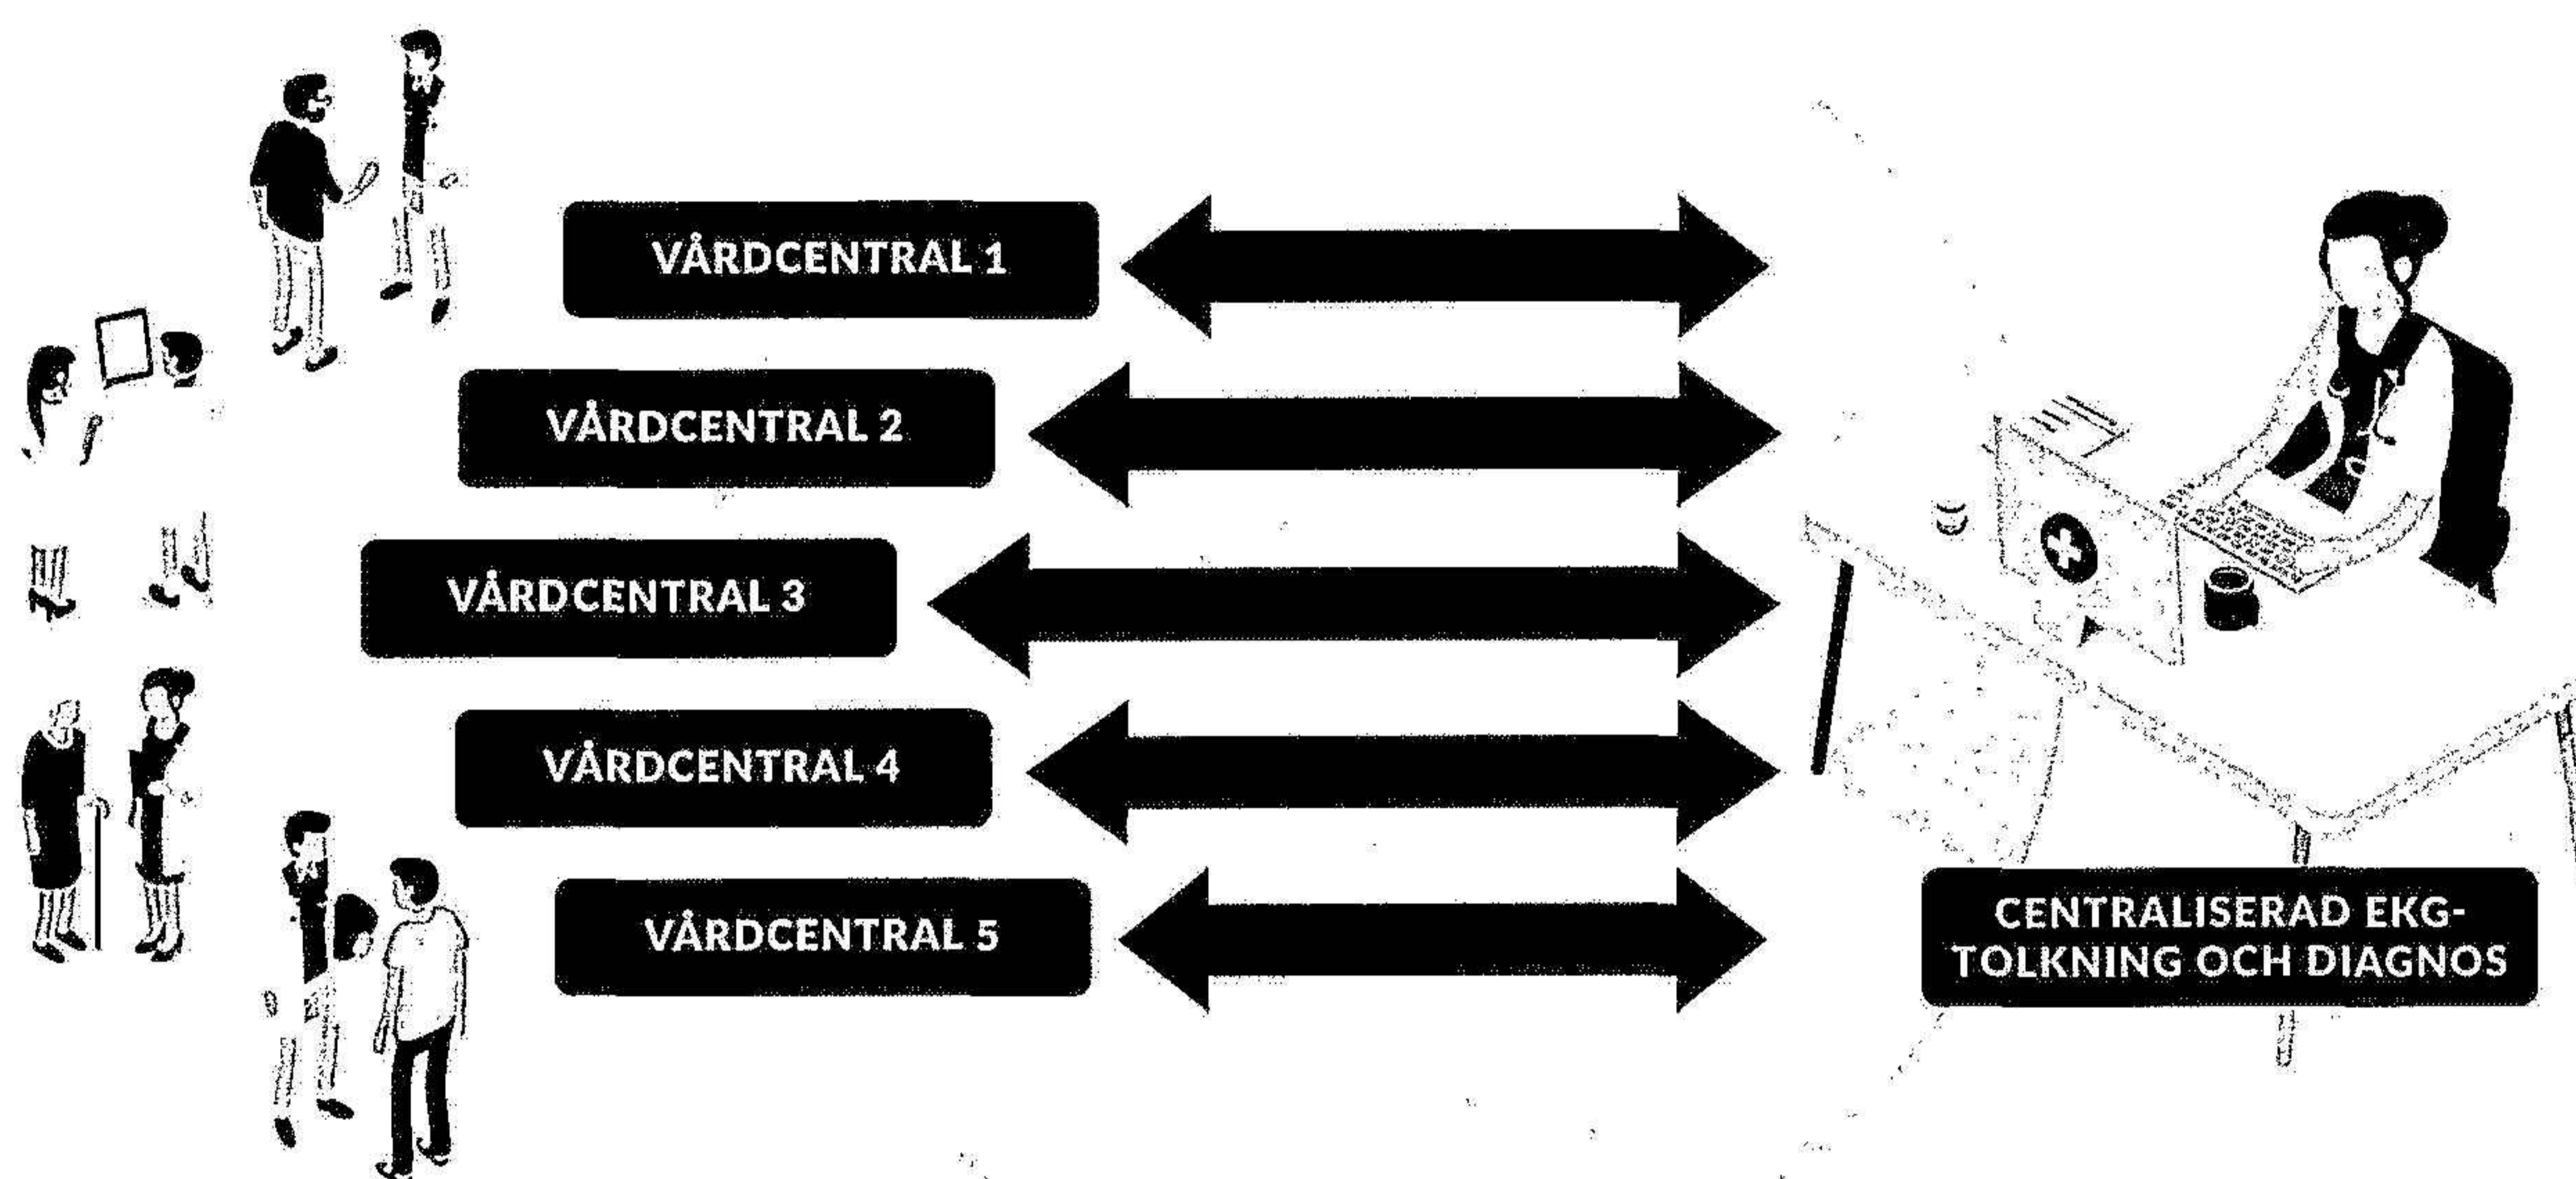 VÅRDCENTRAL 1
VÅRDCENTRAL 2
VÅRDCENTRAL 3
VÅRDCENTRAL 4
VÅRDCENTRAL 5
CENTRALISERAD EKG-
TOLKNING OCH DIAGNOS